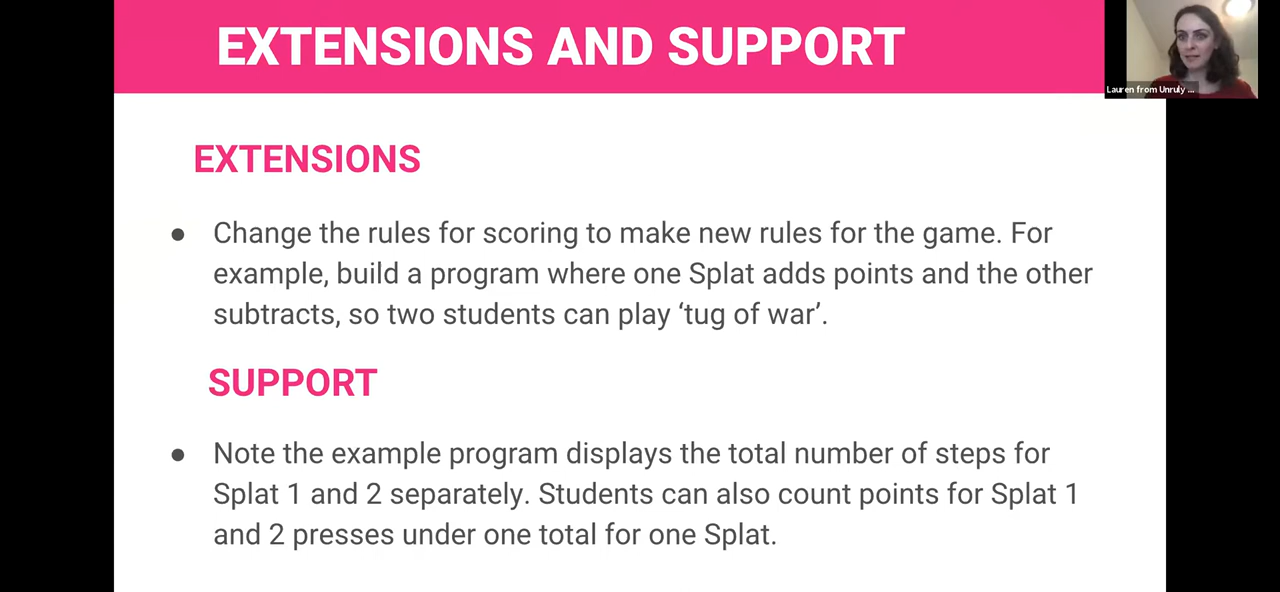 EXTENSIONS AND SUPPORT
Lauren from Unruly ...
EXTENSIONS
● Change the rules for scoring to make new rules for the game. For
example, build a program where one Splat adds points and the other
subtracts, so two students can play ‘tug of war’.
SUPPORT
● Note the example program displays the total number of steps for
Splat 1 and 2 separately. Students can also count points for Splat 1
and 2 presses under one total for one Splat.